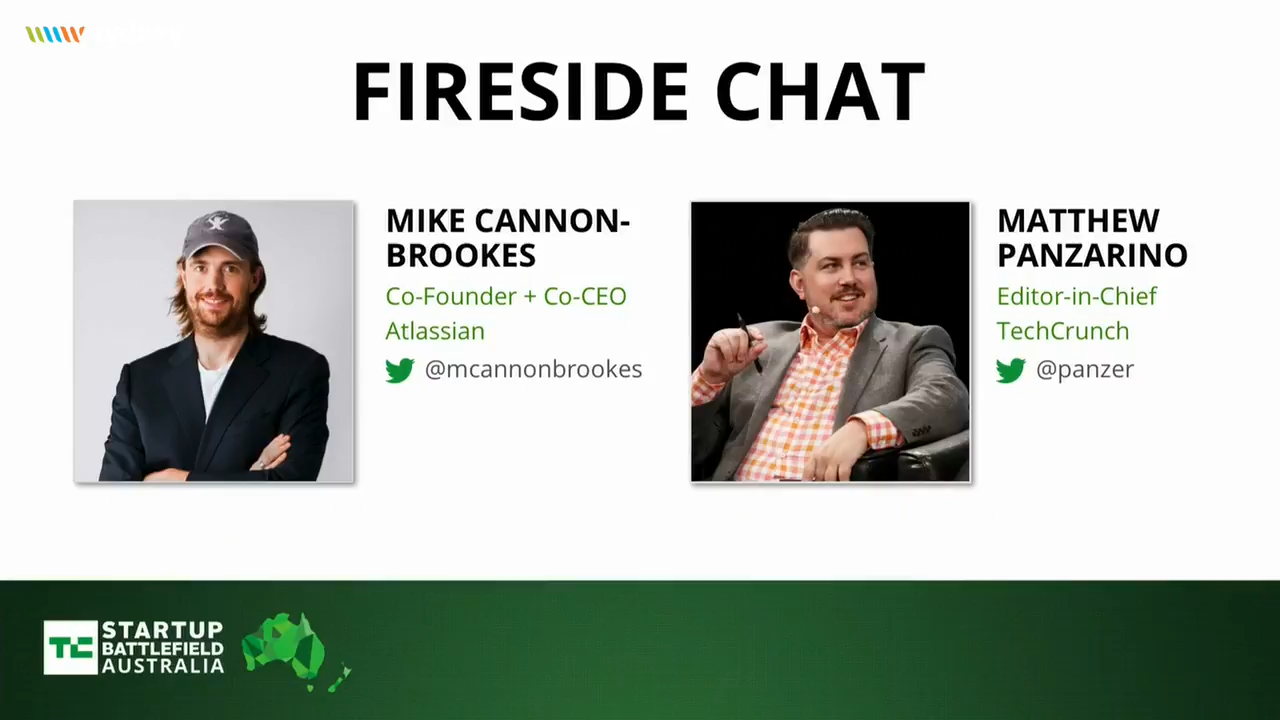 FIRESIDE CHAT
MIKE CANNON-
BROOKES
Co-Founder + Co-CEO
Atlassian
@mcannonbrookes
MATTHEW
PANZARINO
Editor-in-Chief
TechCrunch
@panzer
TC
STARTUP
BATTLEFIELD
AUSTRALIA